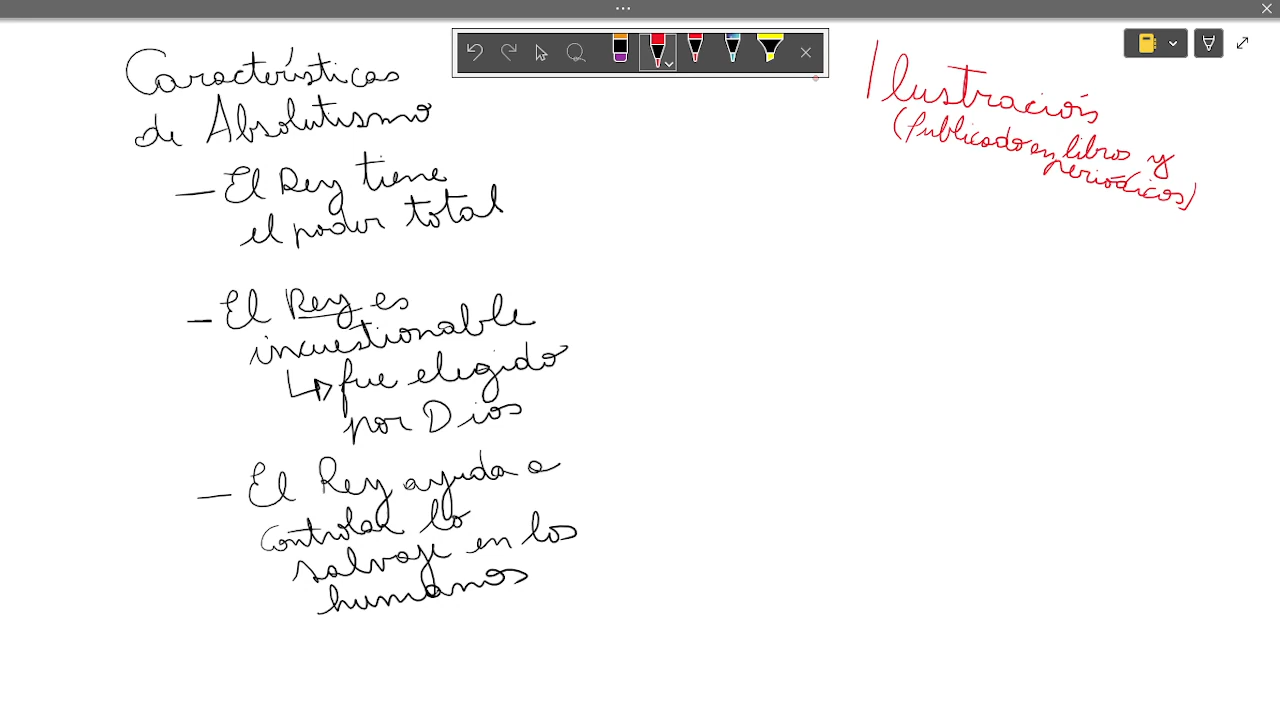 Características
de Absolutismo
— El Rey tiene
el poder total
— El Rey es
incuestionable
↳ fue elegido
por Dios
— El Rey ayuda a
controlar lo
salvaje en los
humanos
Ilustración
(Publicado en libros y
periódicos)